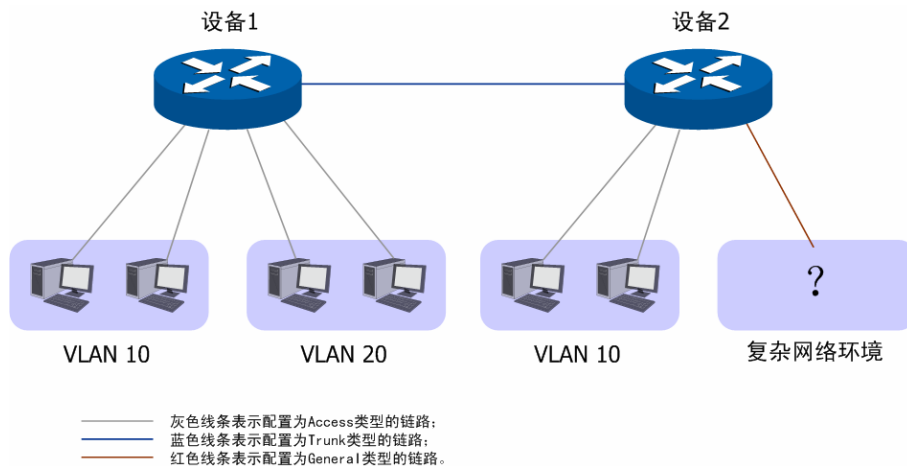 设备1
设备2
?
VLAN 10
VLAN 20
VLAN 10
复杂网络环境
灰色线条表示配置为Access类型的链路;
蓝色线条表示配置为Trunk类型的链路;
红色线条表示配置为General类型的链路。